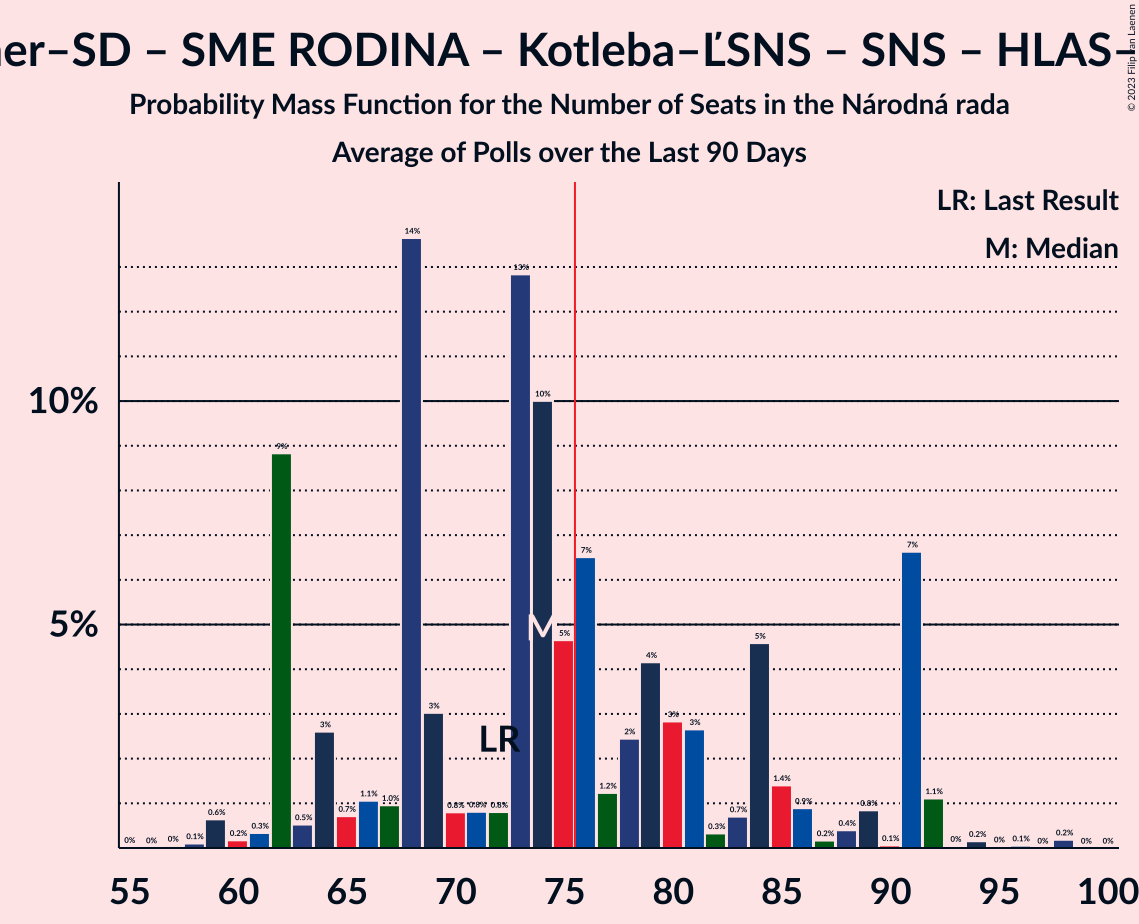 er–SD – SME RODINA – Kotleba–ĽSNS – SNS – HLAS–
Probability Mass Function for the Number of Seats in the Národná rada
Average of Polls over the Last 90 Days
© 2023 Filip van Laenen
LR: Last Result
M: Median
10%
5%
0% 0% 0% 0.1% 0.6% 0.2% 0.3% 9% 0.5% 3% 0.7% 1.1% 1.0% 14% 3% 0.8% 0.8% 0.8% 13% 10% 5% 7% 1.2% 2% 4% 3% 3% 0.3% 0.7% 5% 1.4% 0.9% 0.2% 0.4% 0.8% 0.1% 7% 1.1% 0% 0.2% 0% 0.1% 0% 0.2% 0% 0%
LR
M
55 60 65 70 75 80 85 90 95 100